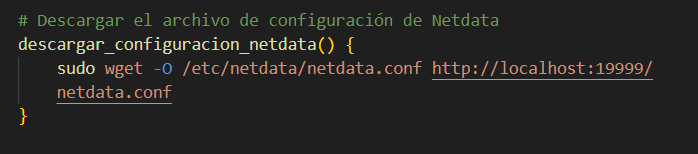 # Descargar el archivo de configuración de Netdata
descargar_configuracion_netdata() {
sudo wget -O /etc/netdata/netdata.conf http://localhost:19999/
netdata.conf
}